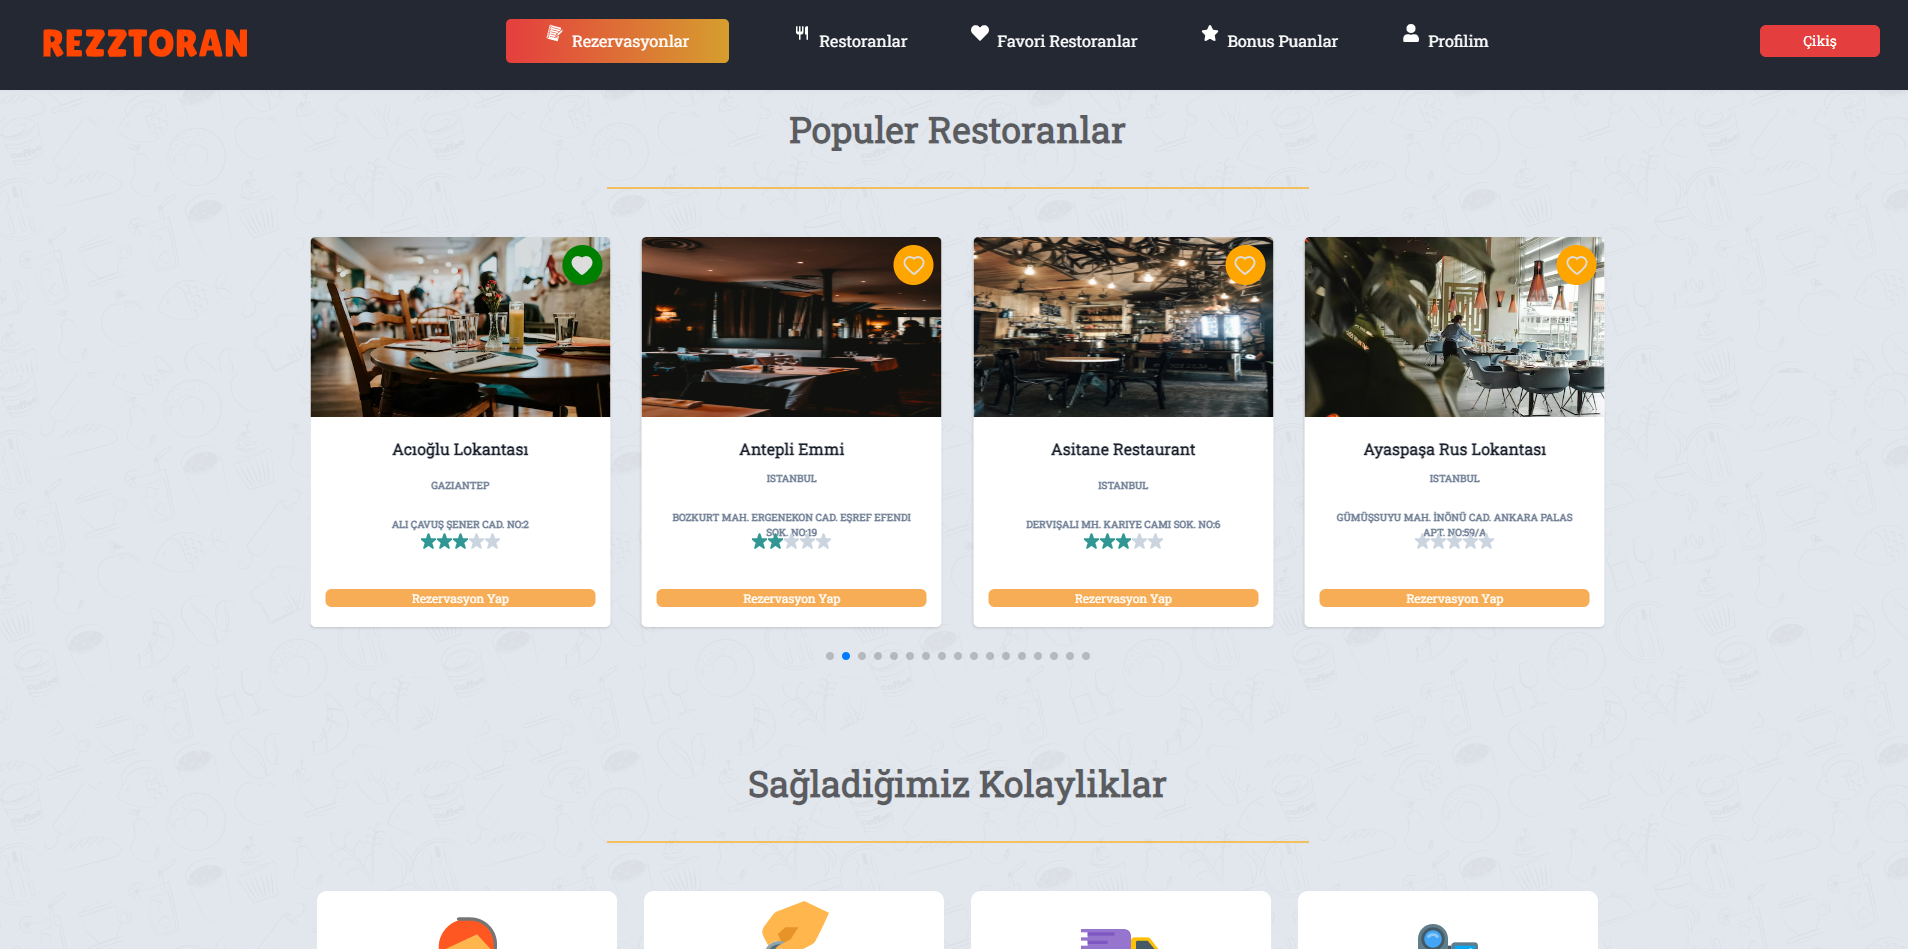 REZZTORAN
Rezervasyonlar
Restoranlar
Favori Restoranlar
Bonus Puanlar
Profilim
Çikiş
Populer Restoranlar
Acıoğlu Lokantası
GAZIANTEP
ALI ÇAVUŞ ŞENER CAD. NO:2
Rezervasyon Yap
Antepli Emmi
ISTANBUL
BOZKURT MAH. ERGENEKON CAD. EŞREF EFENDI
SOK. NO:19
Rezervasyon Yap
Asitane Restaurant
ISTANBUL
DERVIŞALI MH. KARIYE CAMI SOK. NO:6
Rezervasyon Yap
Ayaspaşa Rus Lokantası
ISTANBUL
GÜMÜŞSUYU MAH. İNÖNÜ CAD. ANKARA PALAS
APT. NO:59/A
Rezervasyon Yap
Sağladiğimiz Kolayliklar